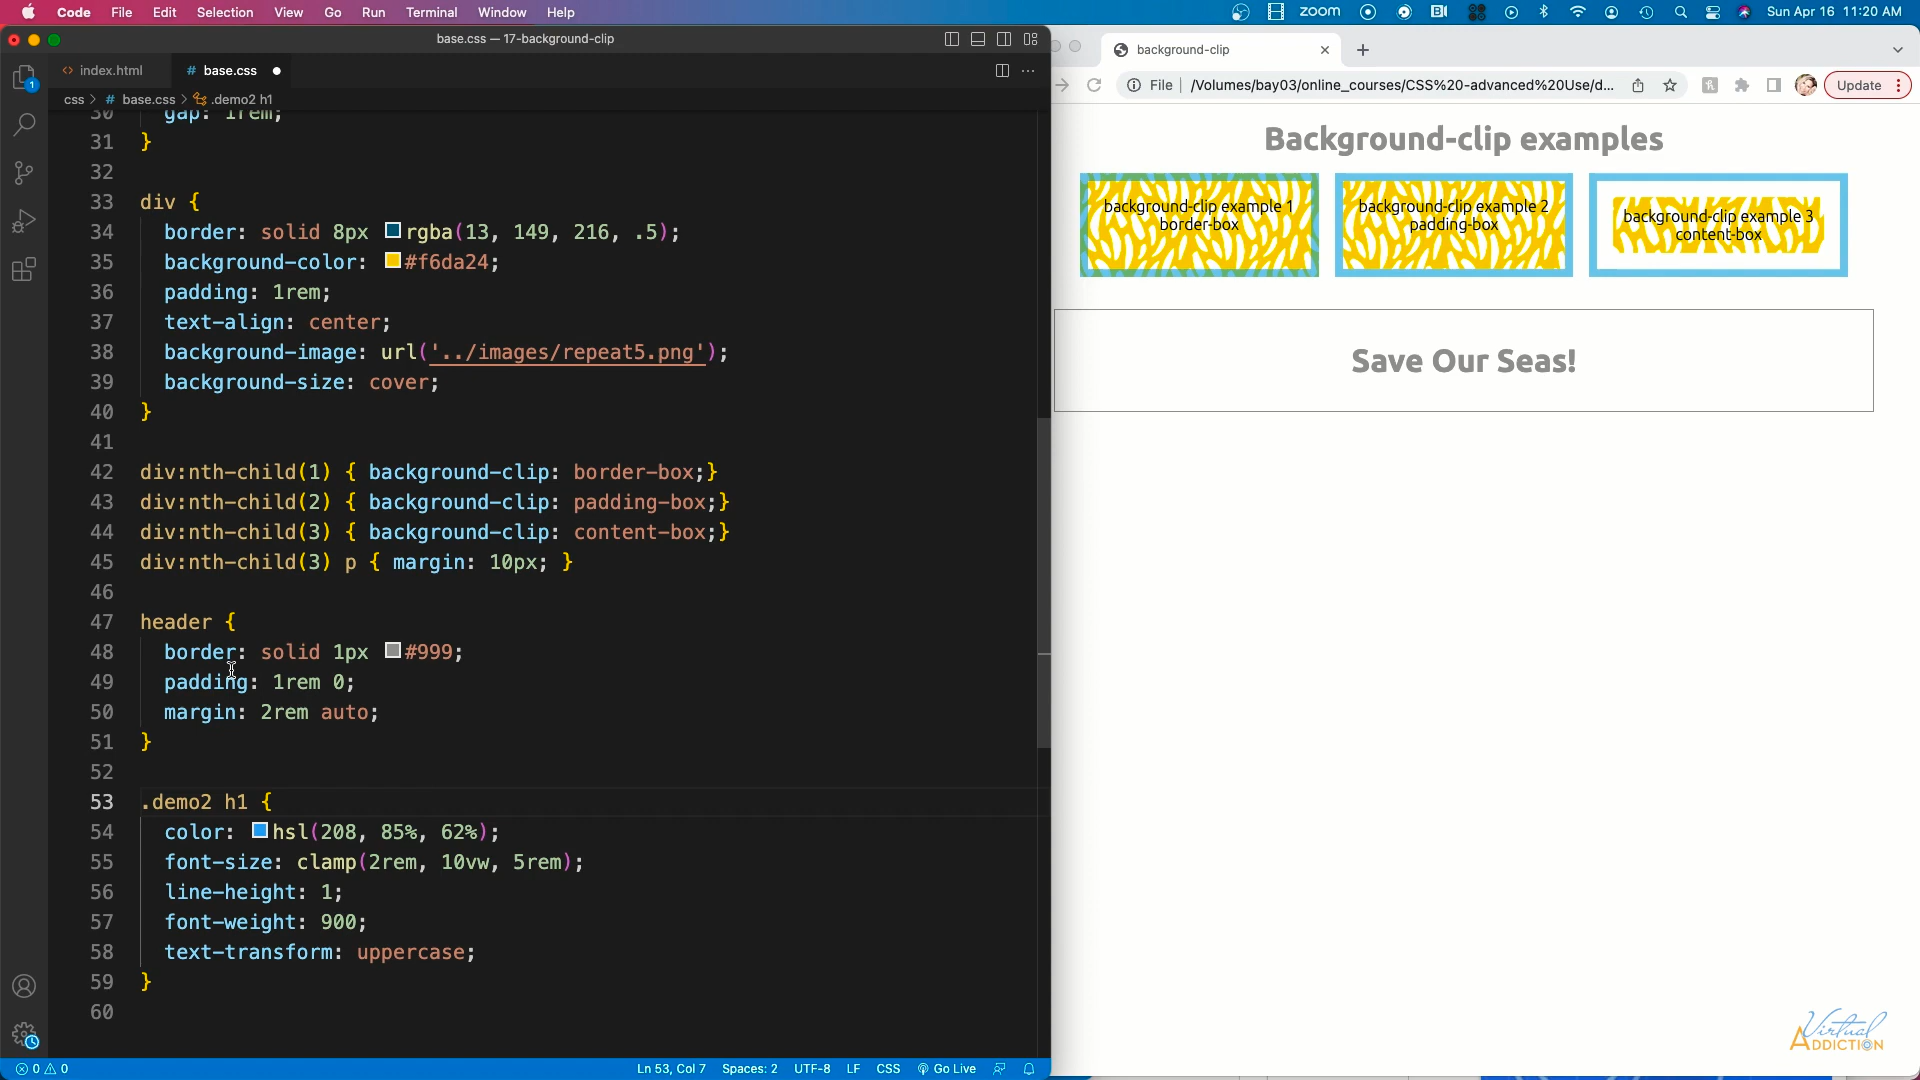 Code File Edit Selection View Go Run Terminal Window Help
zoom
Sun Apr 16 11:20 AM
base.css — 17-background-clip
index.html
# base.css
css > # base.css > .demo2 h1
30 gap: 1rem;
31 }
32
33 div {
34 border: solid 8px rgba(13, 149, 216, .5);
35 background-color: #f6da24;
36 padding: 1rem;
37 text-align: center;
38 background-image: url('../images/repeat5.png');
39 background-size: cover;
40 }
41
42 div:nth-child(1) { background-clip: border-box;}
43 div:nth-child(2) { background-clip: padding-box;}
44 div:nth-child(3) { background-clip: content-box;}
45 div:nth-child(3) p { margin: 10px; }
46
47 header {
48 border: solid 1px #999;
49 padding: 1rem 0;
50 margin: 2rem auto;
51 }
52
53 .demo2 h1 {
54 color: hsl(208, 85%, 62%);
55 font-size: clamp(2rem, 10vw, 5rem);
56 line-height: 1;
57 font-weight: 900;
58 text-transform: uppercase;
59 }
60
1
0 0
Ln 53, Col 7 Spaces: 2 UTF-8 LF CSS Go Live
background-clip
File | /Volumes/bay03/online_courses/CSS%20-advanced%20Use/d...
Update
Background-clip examples
background-clip example 1
border-box
background-clip example 2
padding-box
background-clip example 3
content-box
Save Our Seas!
Virtual
ADDICTION